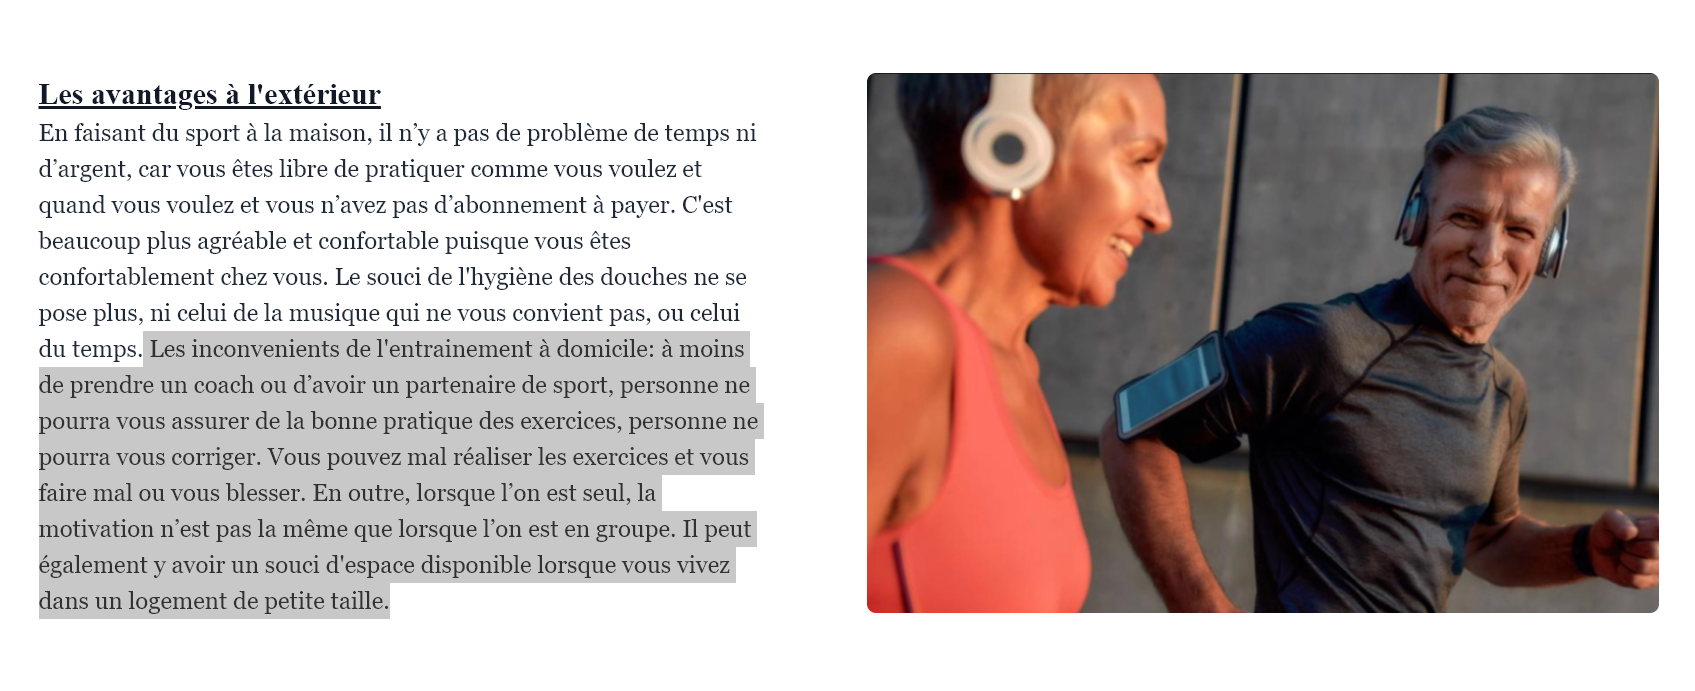 Les avantages à l'extérieur
En faisant du sport à la maison, il n’y a pas de problème de temps ni
d’argent, car vous êtes libre de pratiquer comme vous voulez et
quand vous voulez et vous n’avez pas d’abonnement à payer. C'est
beaucoup plus agréable et confortable puisque vous êtes
confortablement chez vous. Le souci de l'hygiène des douches ne se
pose plus, ni celui de la musique qui ne vous convient pas, ou celui
du temps. Les inconvenients de l'entrainement à domicile: à moins
de prendre un coach ou d’avoir un partenaire de sport, personne ne
pourra vous assurer de la bonne pratique des exercices, personne ne
pourra vous corriger. Vous pouvez mal réaliser les exercices et vous
faire mal ou vous blesser. En outre, lorsque l’on est seul, la
motivation n’est pas la même que lorsque l’on est en groupe. Il peut
également y avoir un souci d'espace disponible lorsque vous vivez
dans un logement de petite taille.